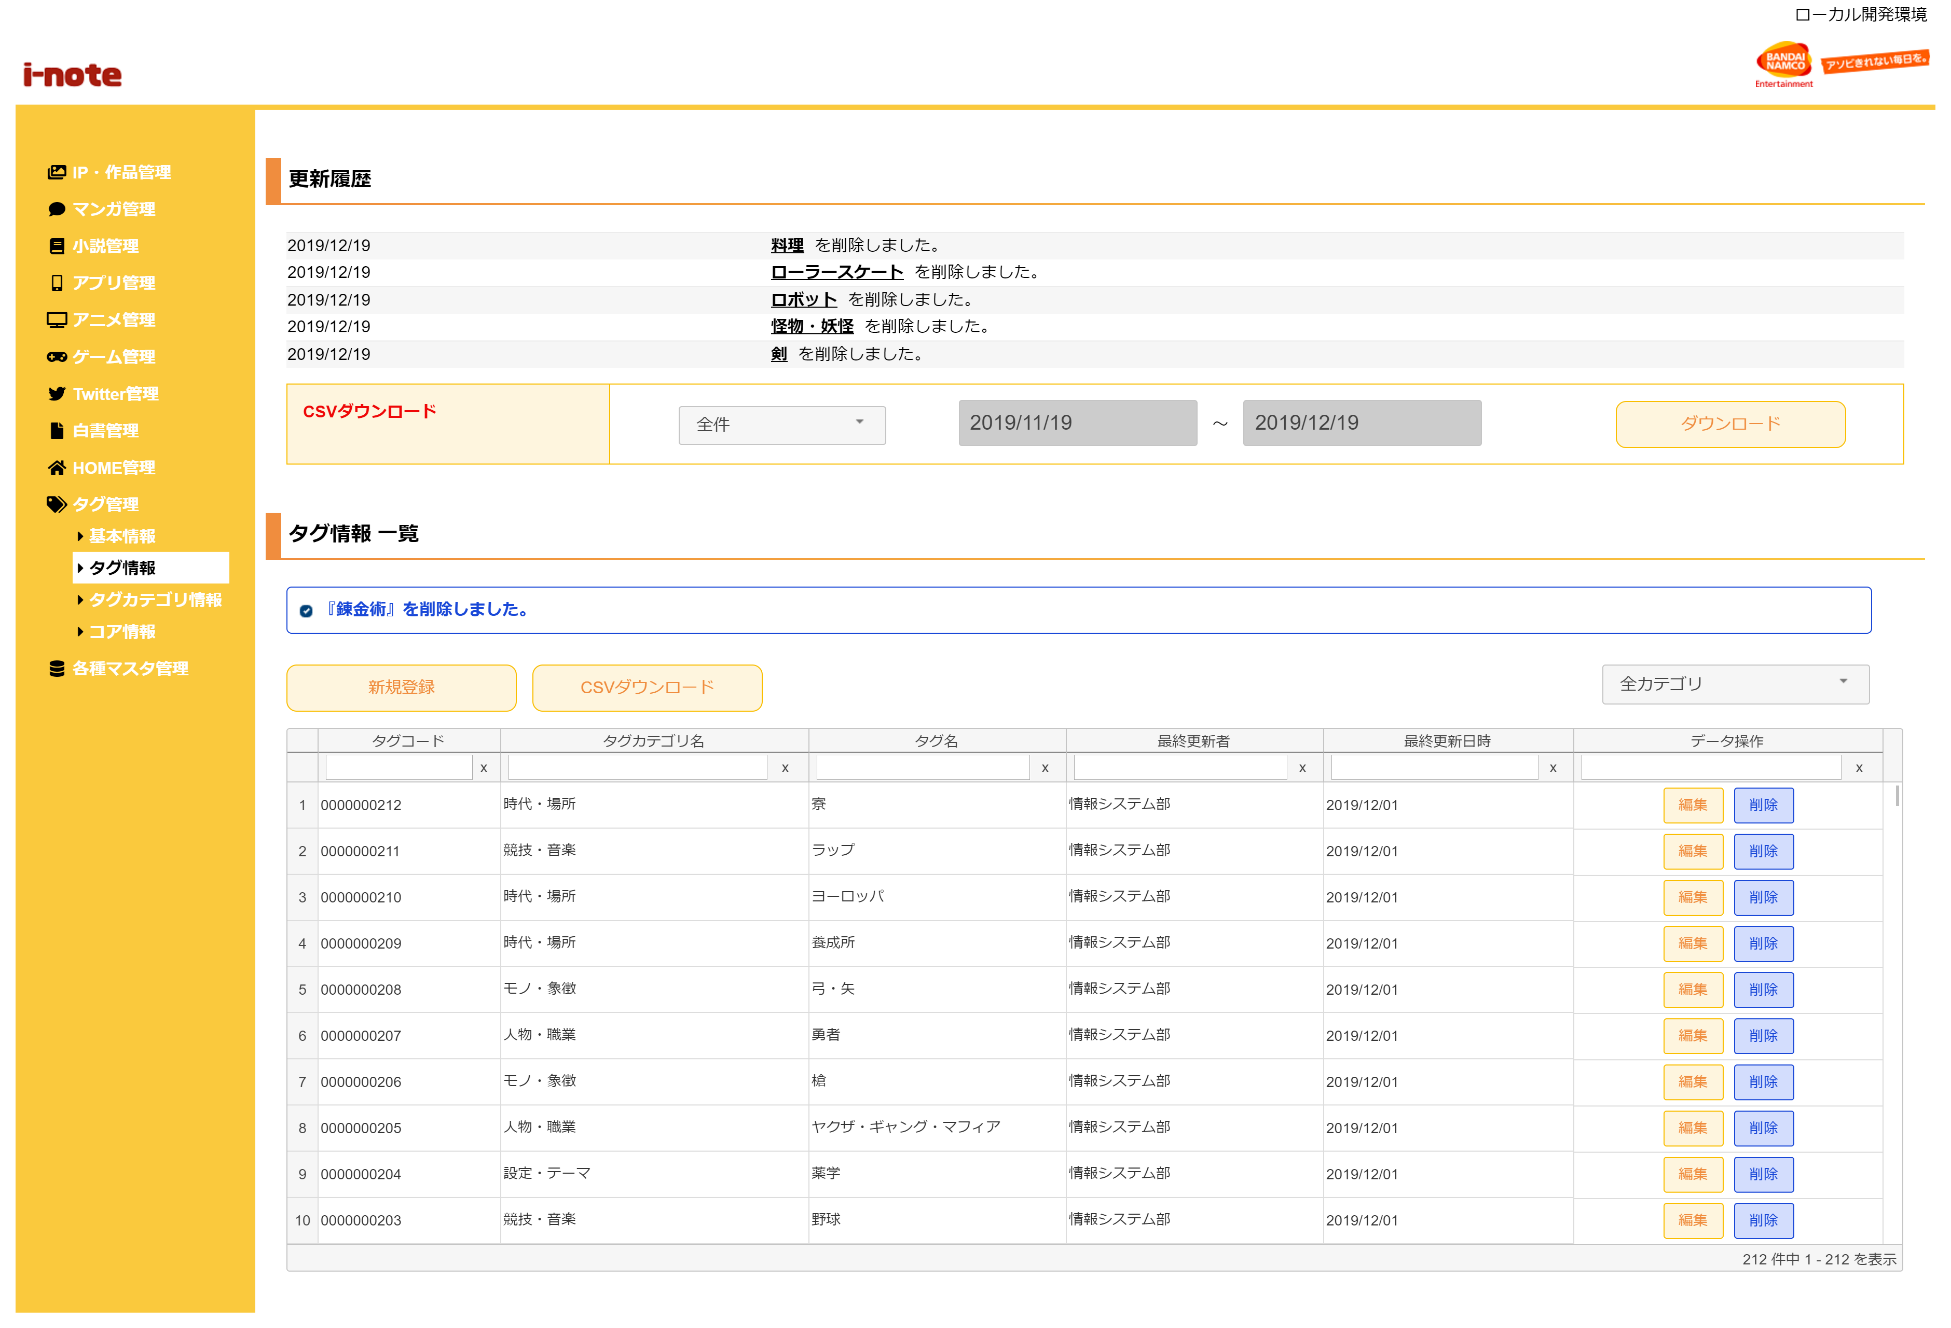 ローカル開発環境
i-note
BANDAI NAMCO Entertainment
アソビきれない毎日を。
IP・作品管理
マンガ管理
小説管理
アプリ管理
アニメ管理
ゲーム管理
Twitter管理
白書管理
HOME管理
タグ管理
基本情報
タグ情報
タグカテゴリ情報
コア情報
各種マスタ管理
更新履歴
2019/12/19 料理 を削除しました。
2019/12/19 ローラースケート を削除しました。
2019/12/19 ロボット を削除しました。
2019/12/19 怪物・妖怪 を削除しました。
2019/12/19 剣 を削除しました。
CSVダウンロード 全件 2019/11/19 ～ 2019/12/19 ダウンロード
タグ情報 一覧
『錬金術』を削除しました。
新規登録 CSVダウンロード 全カテゴリ
タグコード タグカテゴリ名 タグ名 最終更新者 最終更新日時 データ操作
x x x x x x
1 0000000212 時代・場所 寮 情報システム部 2019/12/01 編集 削除
2 0000000211 競技・音楽 ラップ 情報システム部 2019/12/01 編集 削除
3 0000000210 時代・場所 ヨーロッパ 情報システム部 2019/12/01 編集 削除
4 0000000209 時代・場所 養成所 情報システム部 2019/12/01 編集 削除
5 0000000208 モノ・象徴 弓・矢 情報システム部 2019/12/01 編集 削除
6 0000000207 人物・職業 勇者 情報システム部 2019/12/01 編集 削除
7 0000000206 モノ・象徴 槍 情報システム部 2019/12/01 編集 削除
8 0000000205 人物・職業 ヤクザ・ギャング・マフィア 情報システム部 2019/12/01 編集 削除
9 0000000204 設定・テーマ 薬学 情報システム部 2019/12/01 編集 削除
10 0000000203 競技・音楽 野球 情報システム部 2019/12/01 編集 削除
212 件中 1 - 212 を表示